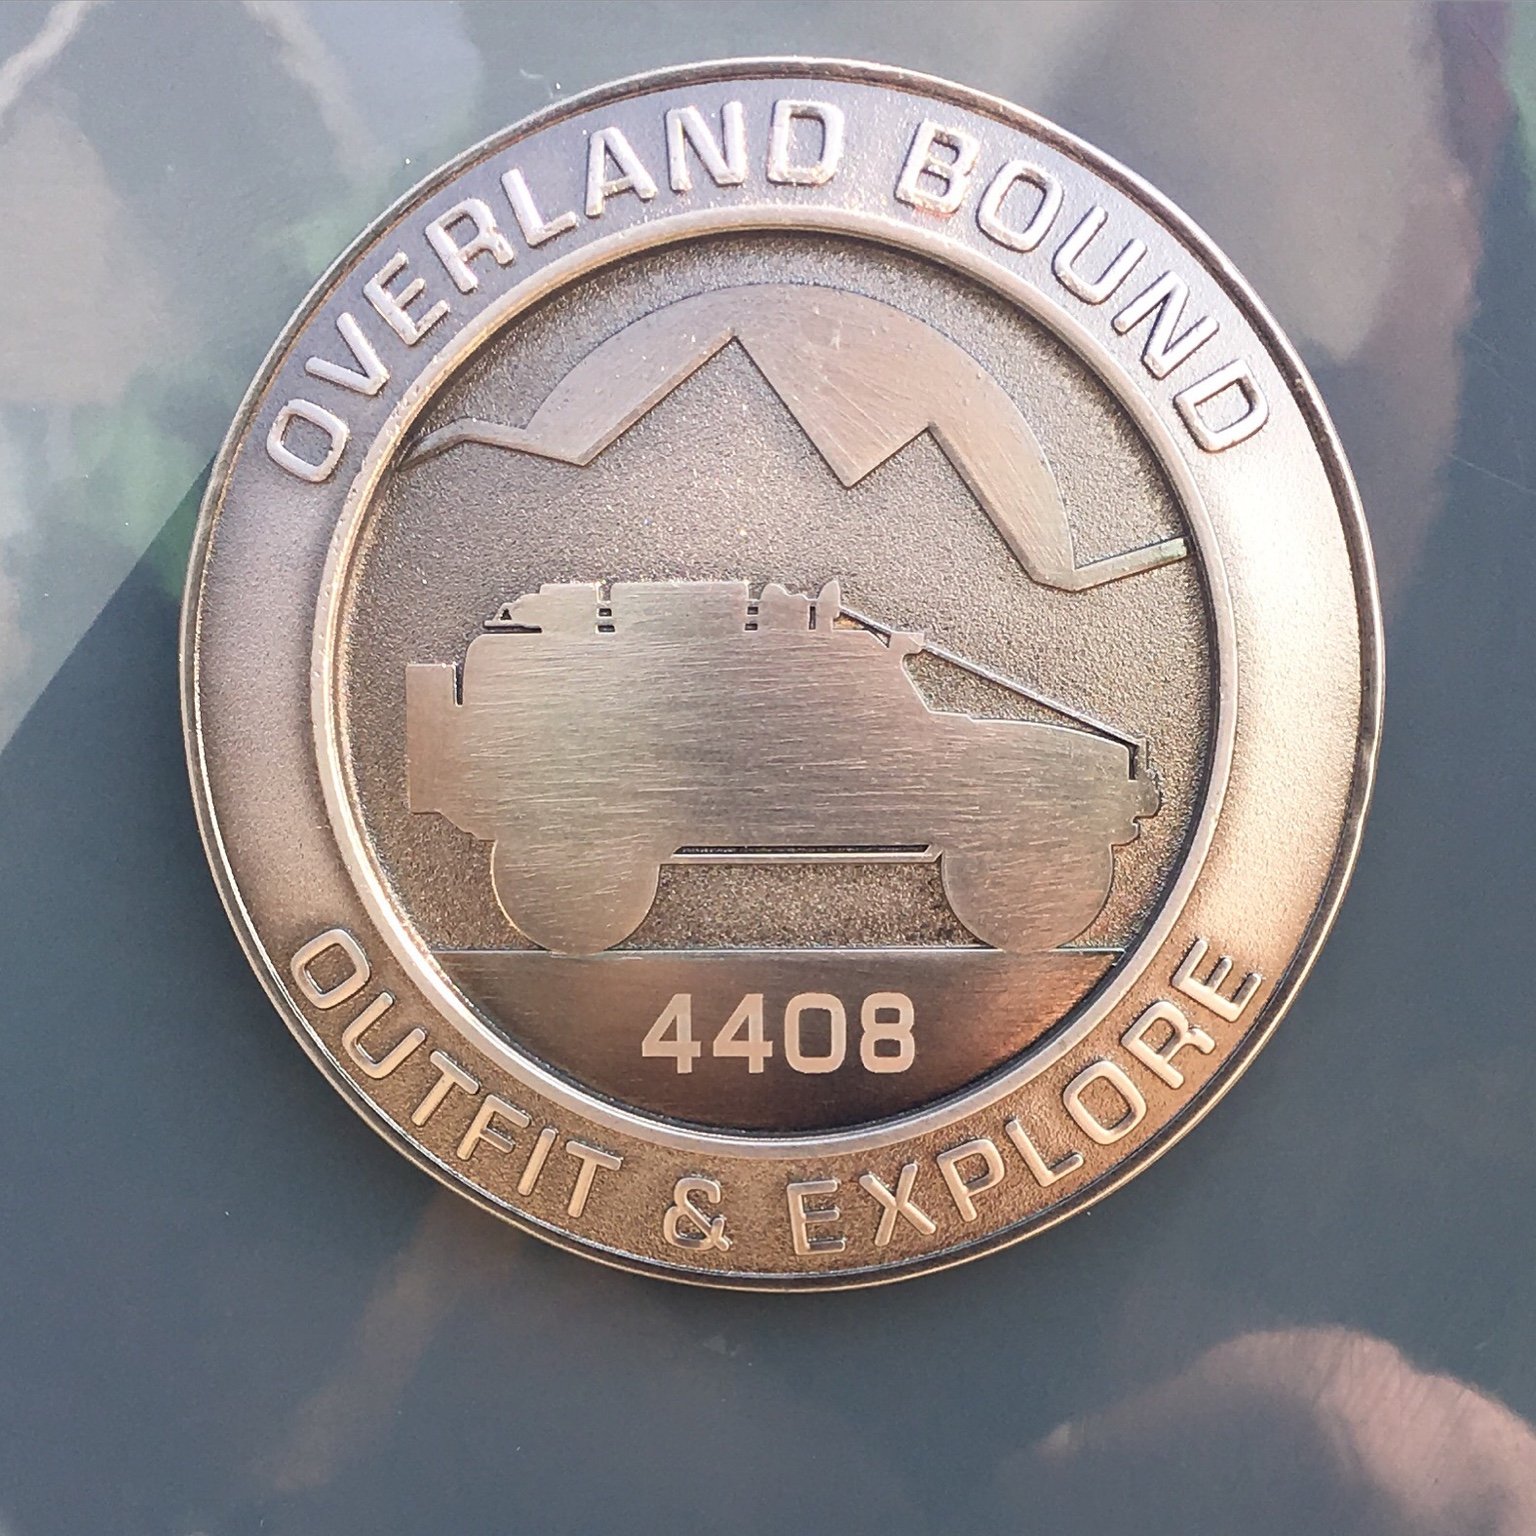 OVERLAND BOUND
4408
OUTFIT & EXPLORE